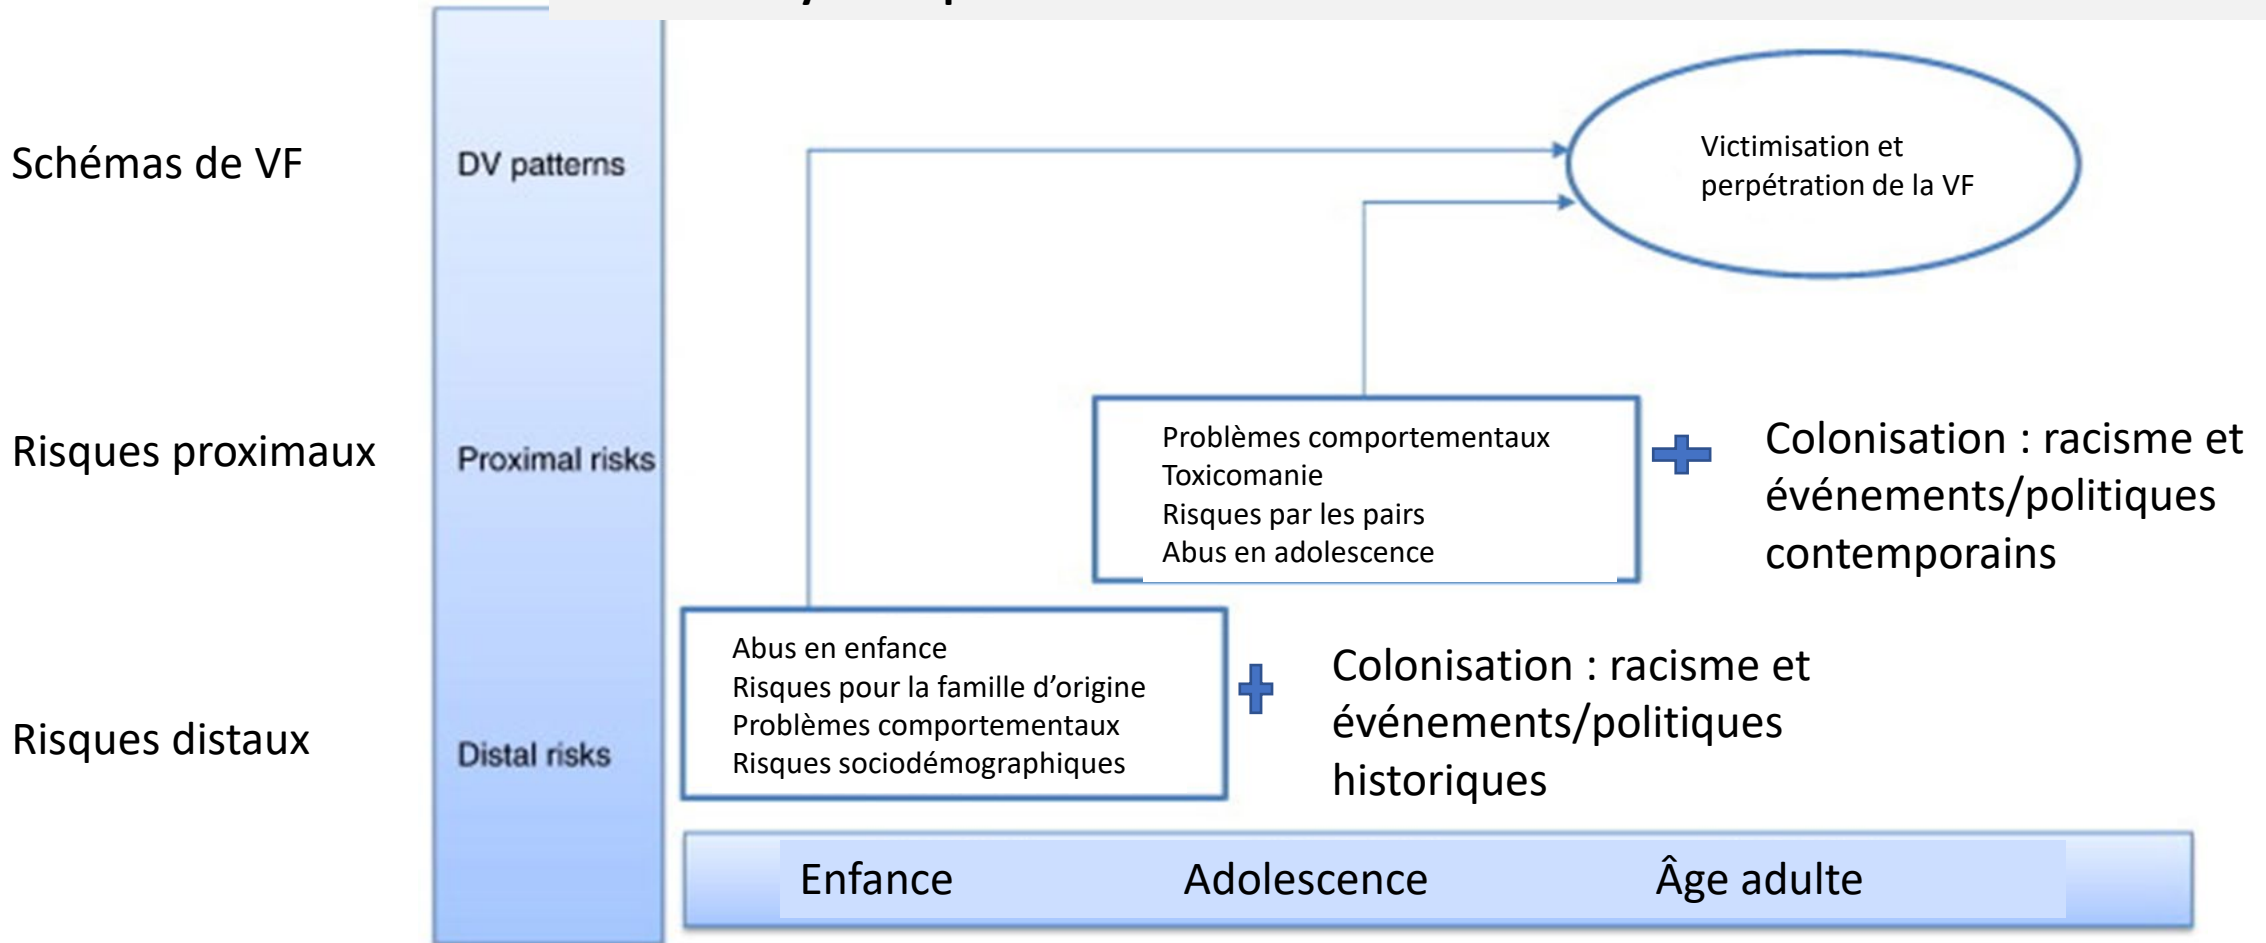 Schémas de VF
DV patterns
Victimisation et
perpétration de la VF
Risques proximaux
Proximal risks
Problèmes comportementaux
Toxicomanie
Risques par les pairs
Abus en adolescence
Colonisation : racisme et
événements/politiques
contemporains
Risques distaux
Distal risks
Abus en enfance
Risques pour la famille d’origine
Problèmes comportementaux
Risques sociodémographiques
Colonisation : racisme et
événements/politiques
historiques
Enfance Adolescence Âge adulte